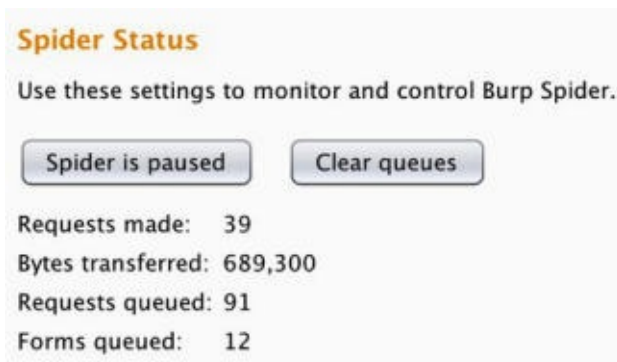 Spider Status
Use these settings to monitor and control Burp Spider.
Spider is paused Clear queues
Requests made: 39
Bytes transferred: 689,300
Requests queued: 91
Forms queued: 12